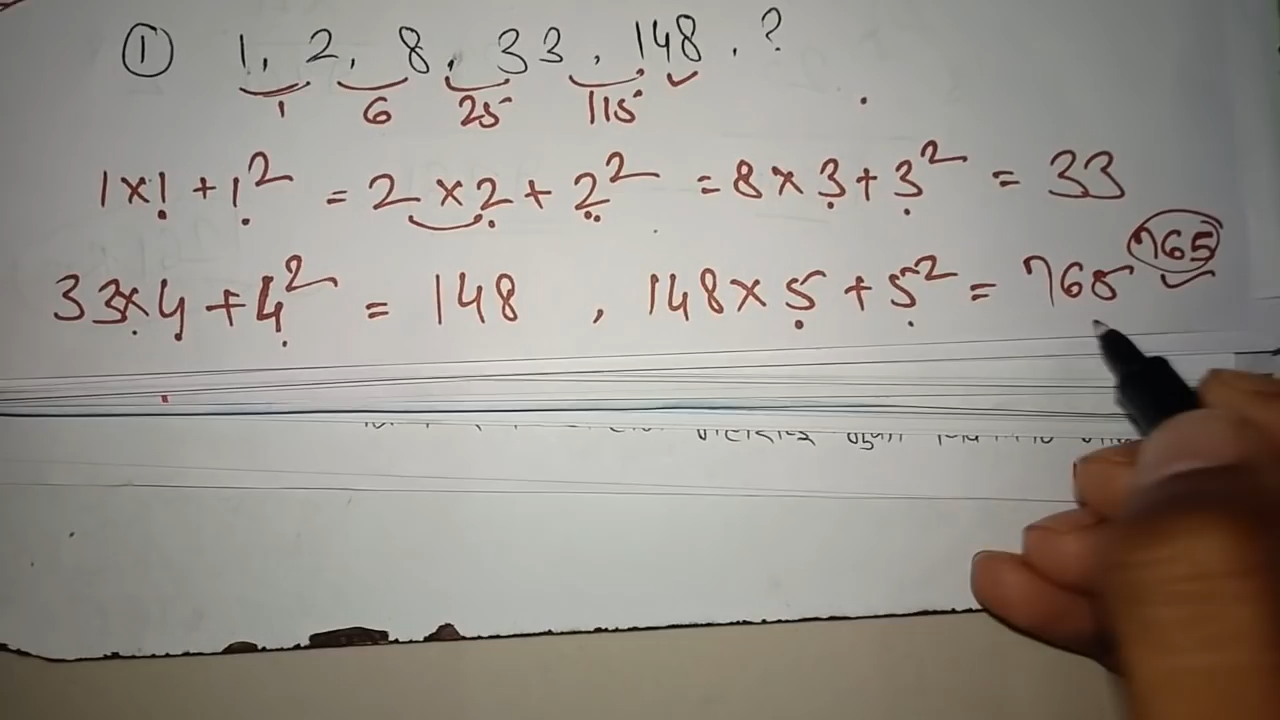 ① 1, 2, 8, 33, 148, ?
1 6 25 115
1×1+1² = 2×2+2² = 8×3+3² = 33
765
33×4+4² = 148 , 148×5+5² = 765